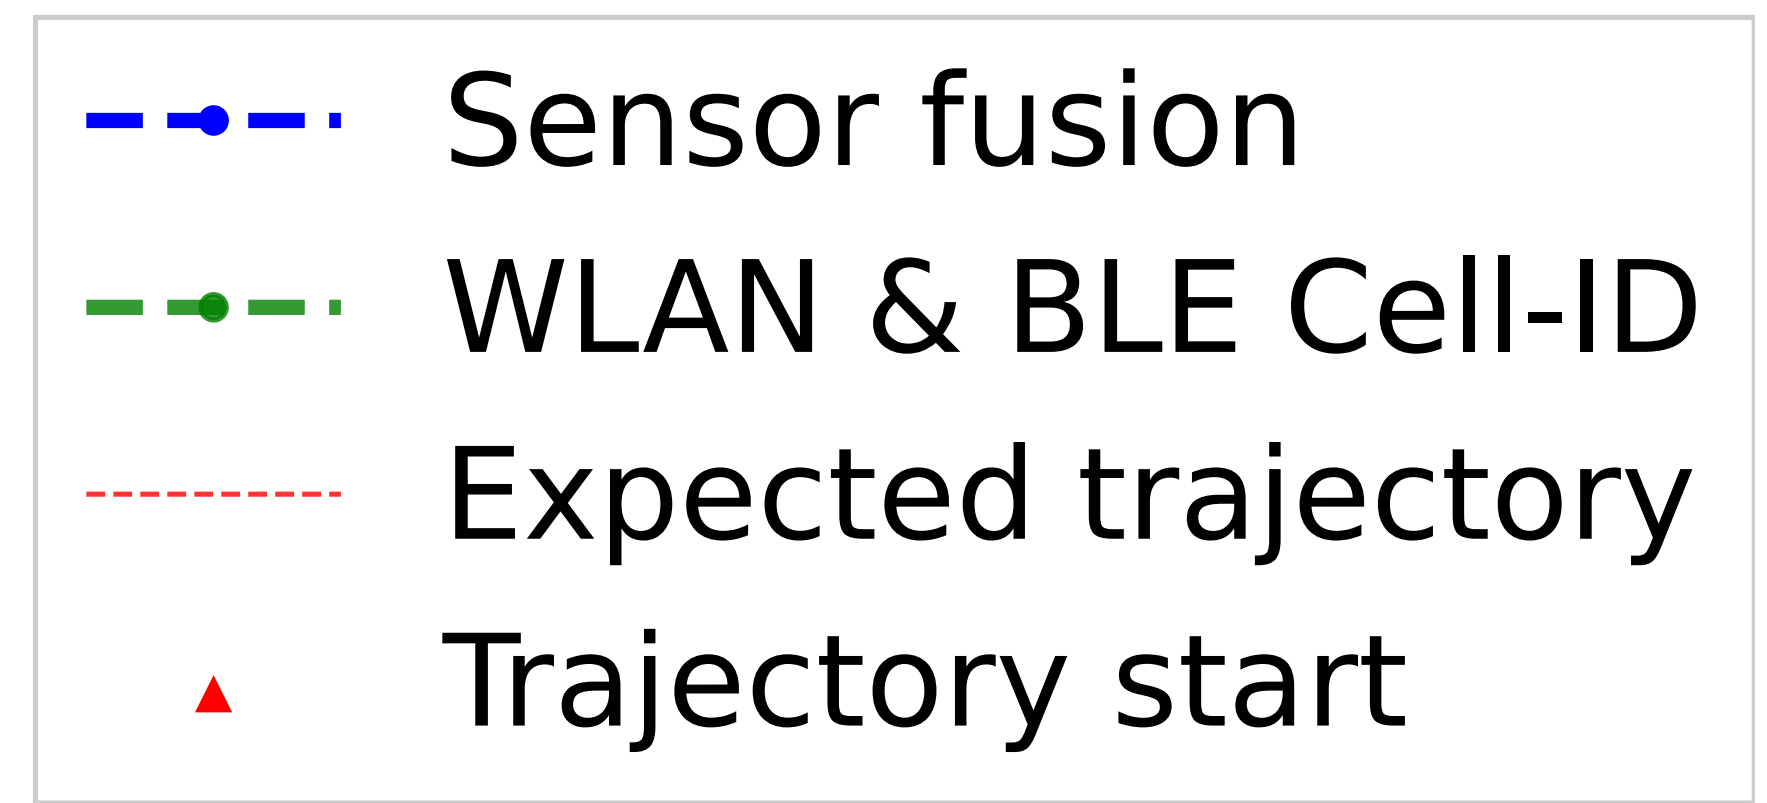 Sensor fusion
WLAN & BLE Cell-ID
Expected trajectory
Trajectory start